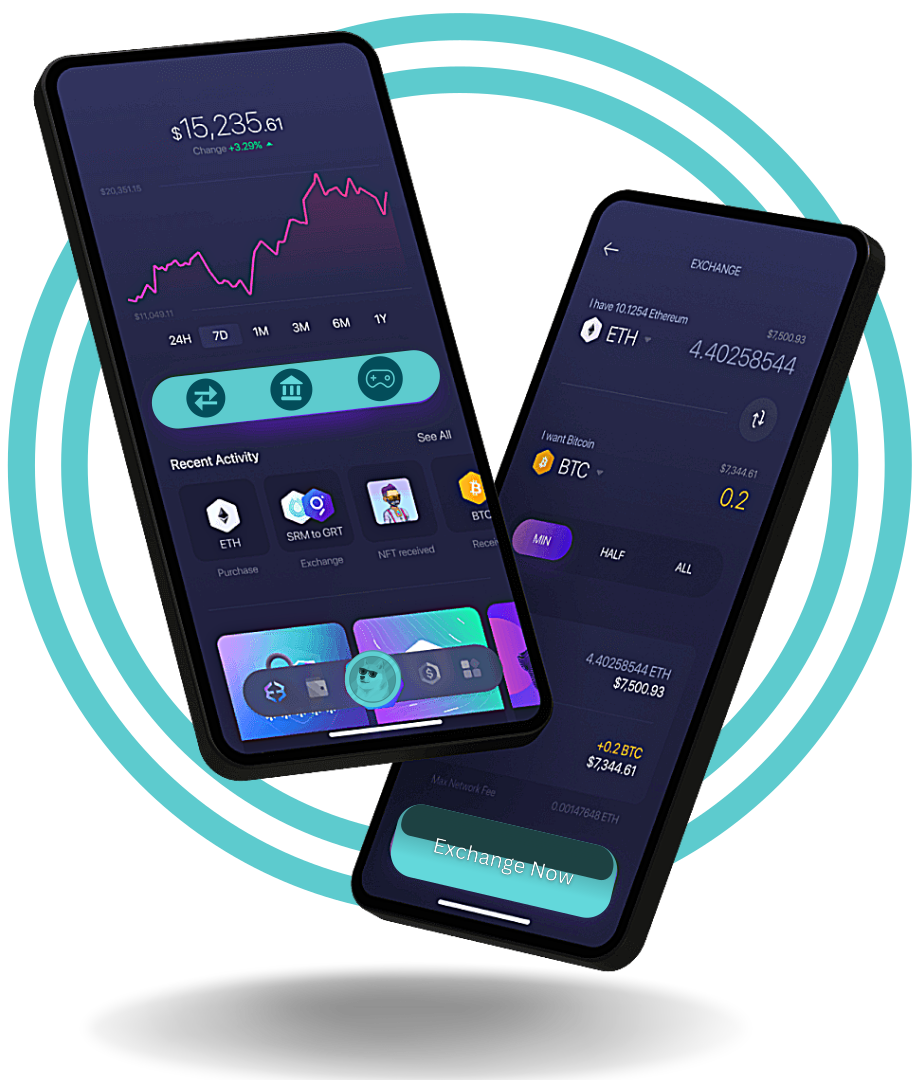 $15,235.61
Change +3.29%
$20,351.15
$11,049.11
24H 7D 1M 3M 6M 1Y
Recent Activity See All
ETH
SRM to GRT
BTC
Purchase
Exchange
NFT received
EXCHANGE
I have 10.1254 Ethereum
$7,500.93
ETH
4.40258544
I want Bitcoin
$7,344.61
BTC
0.2
MIN HALF ALL
4.40258544 ETH
$7,500.93
+0.2 BTC
$7,344.61
Max Network Fee
0.00147648 ETH
Exchange Now